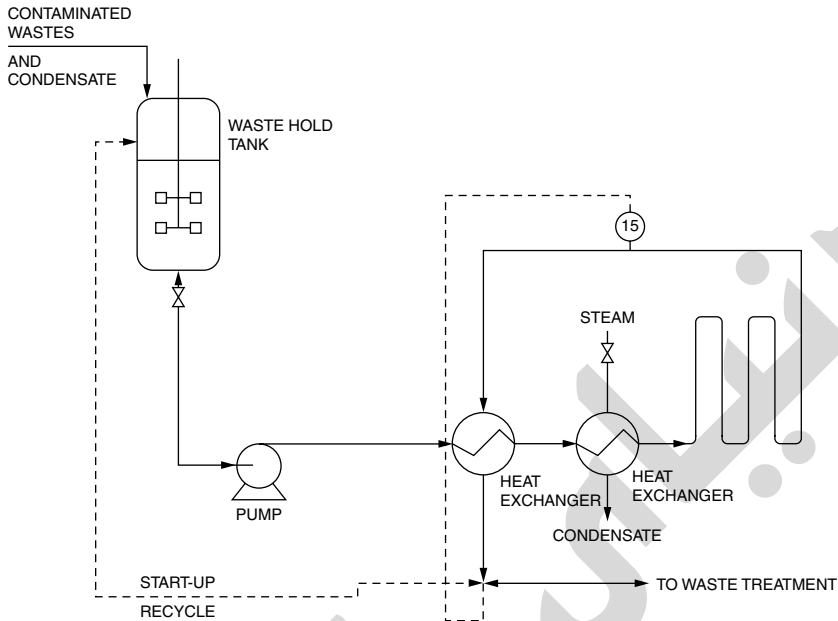 CONTAMINATED
WASTES
AND
CONDENSATE
WASTE HOLD
TANK
15
STEAM
HEAT
EXCHANGER
HEAT
EXCHANGER
PUMP
CONDENSATE
START-UP
RECYCLE
TO WASTE TREATMENT